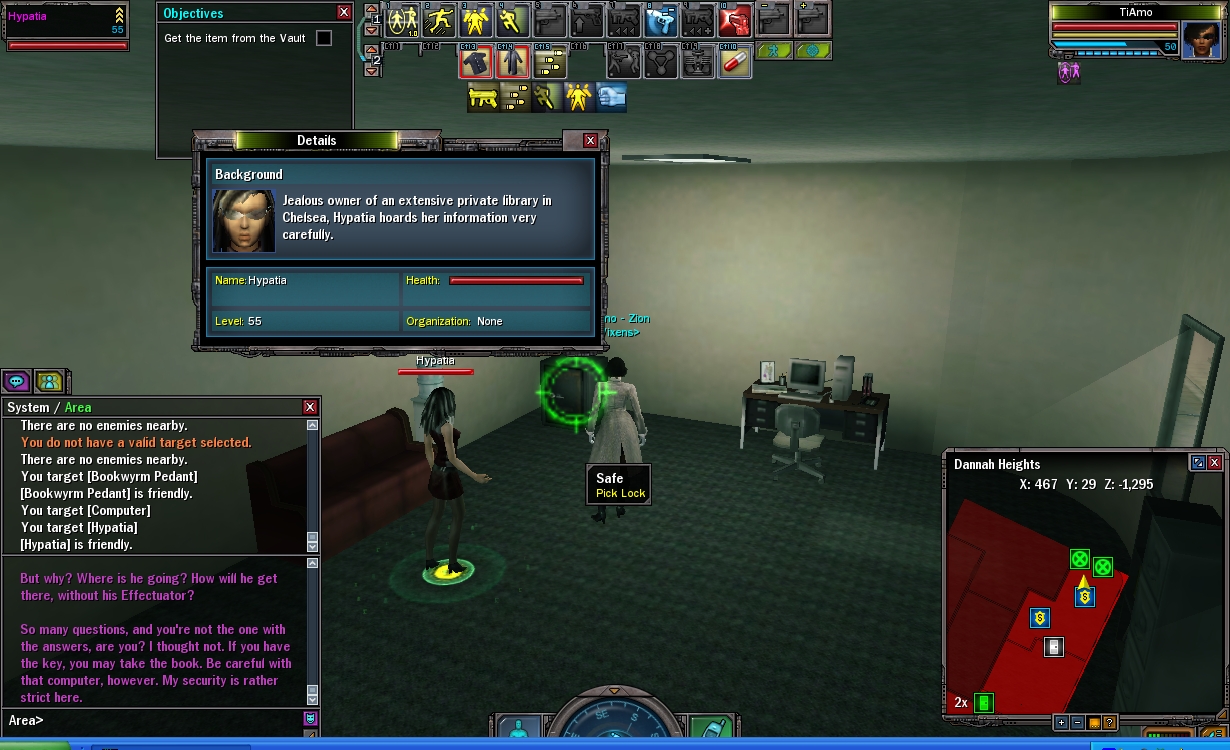 Hypatia
55
Objectives
Get the item from the Vault
1
2
TiAmo
50
Details
Background
Jealous owner of an extensive private library in
Chelsea, Hypatia hoards her information very
carefully.
Name: Hypatia
Health:
Level: 55
Organization: None
mo - Zion
ixens>
Hypatia
Safe
Pick Lock
System / Area
There are no enemies nearby.
You do not have a valid target selected.
There are no enemies nearby.
You target [Bookwyrm Pedant]
[Bookwyrm Pedant] is friendly.
You target [Computer]
You target [Hypatia]
[Hypatia] is friendly.
But why? Where is he going? How will he get
there, without his Effectuator?
So many questions, and you're not the one with
the answers, are you? I thought not. If you have
the key, you may take the book. Be careful with
that computer, however. My security is rather
strict here.
Area>
Dannah Heights
X: 467 Y: 29 Z: -1,295
2x
SE
S